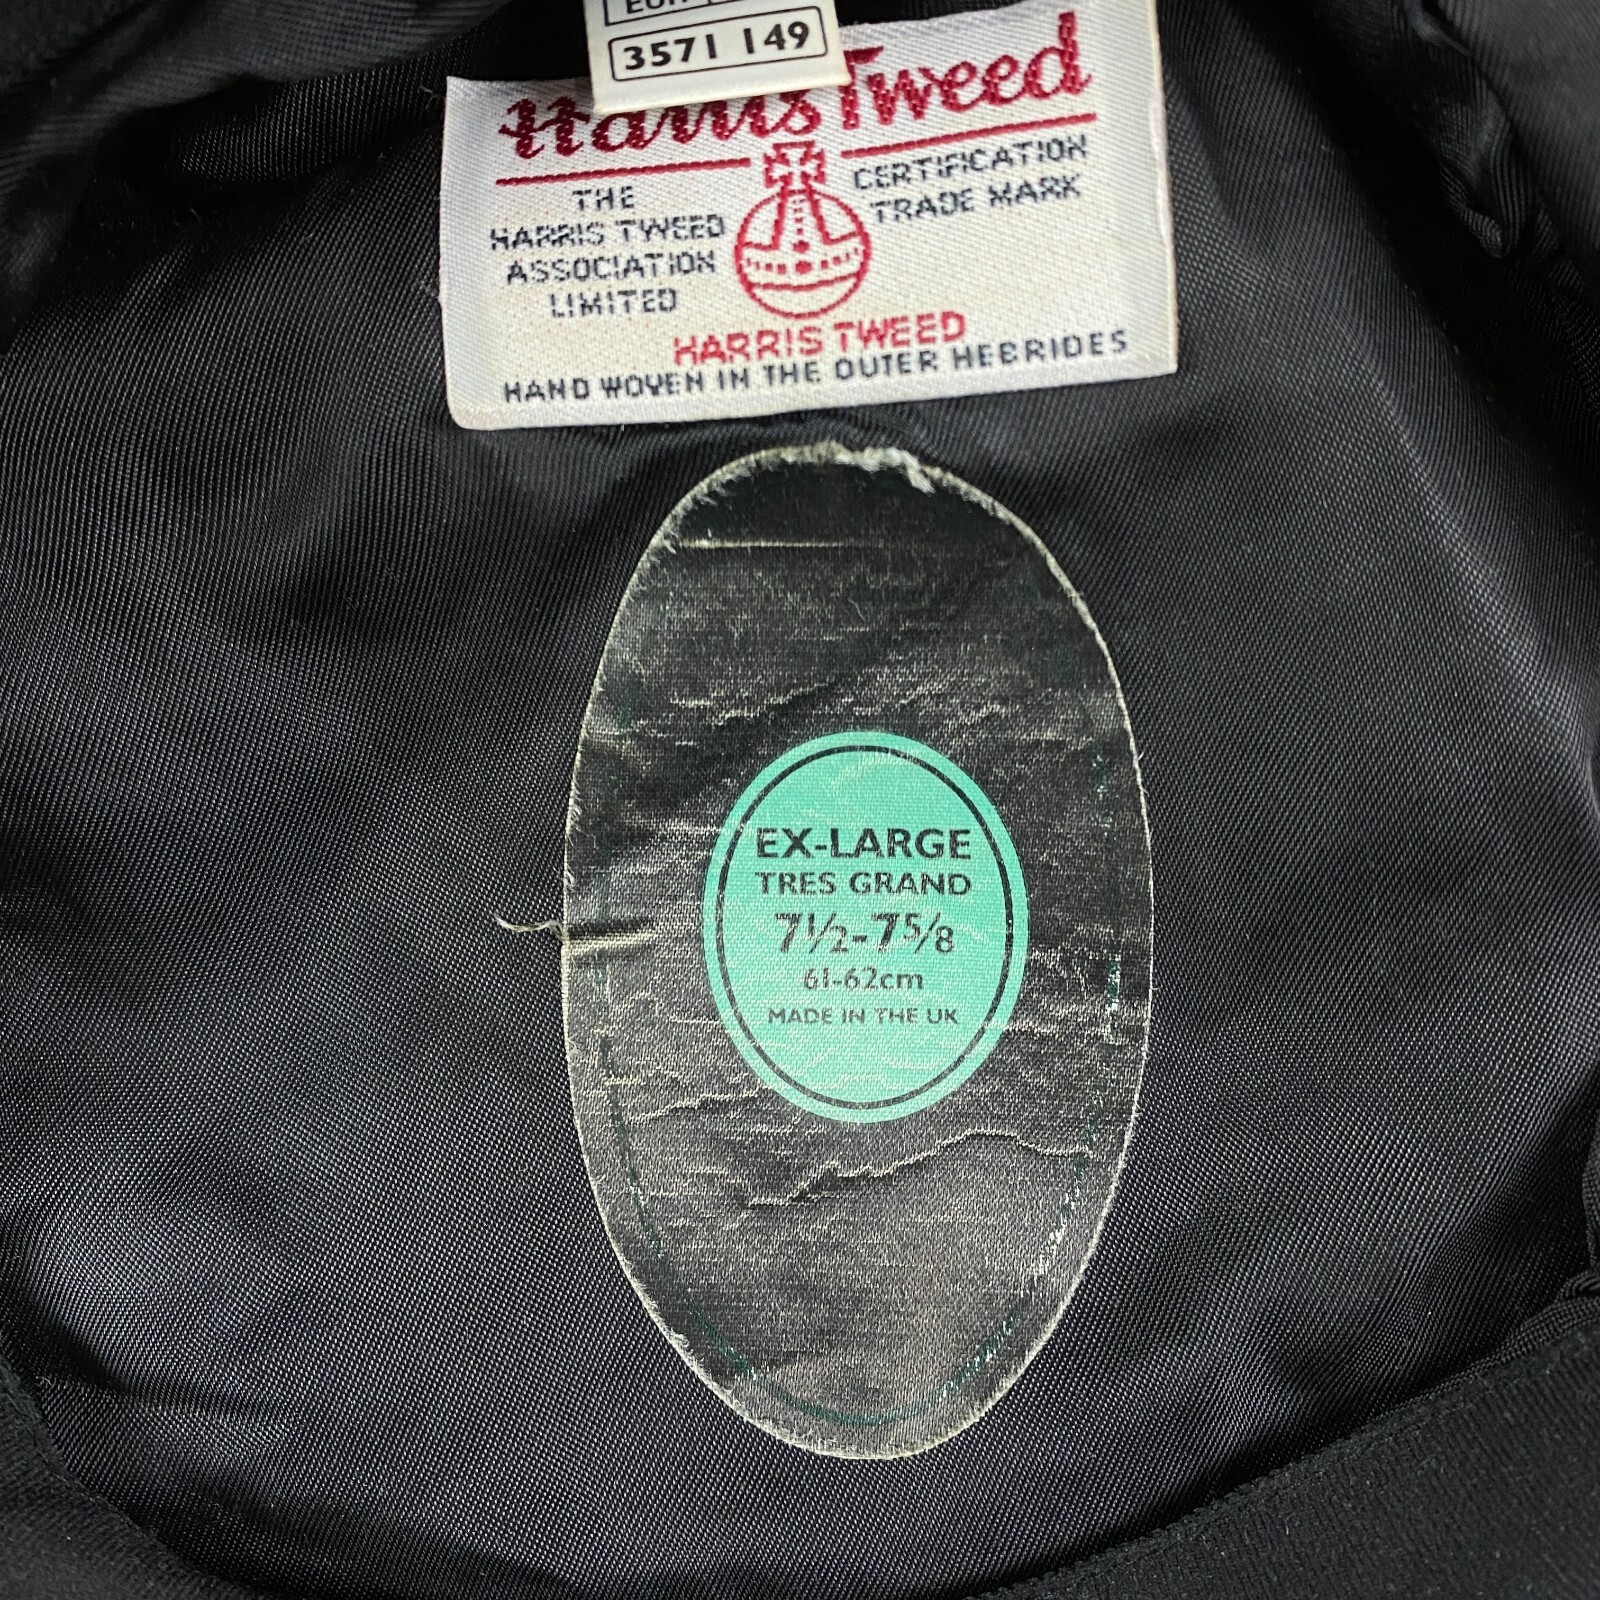 3571 149
Harris Tweed
THE
HARRIS TWEED
ASSOCIATION
LIMITED
CERTIFICATION
TRADE MARK
HARRIS TWEED
HAND WOVEN IN THE OUTER HEBRIDES
EX-LARGE
TRES GRAND
7½-7⅝
61-62cm
MADE IN THE UK